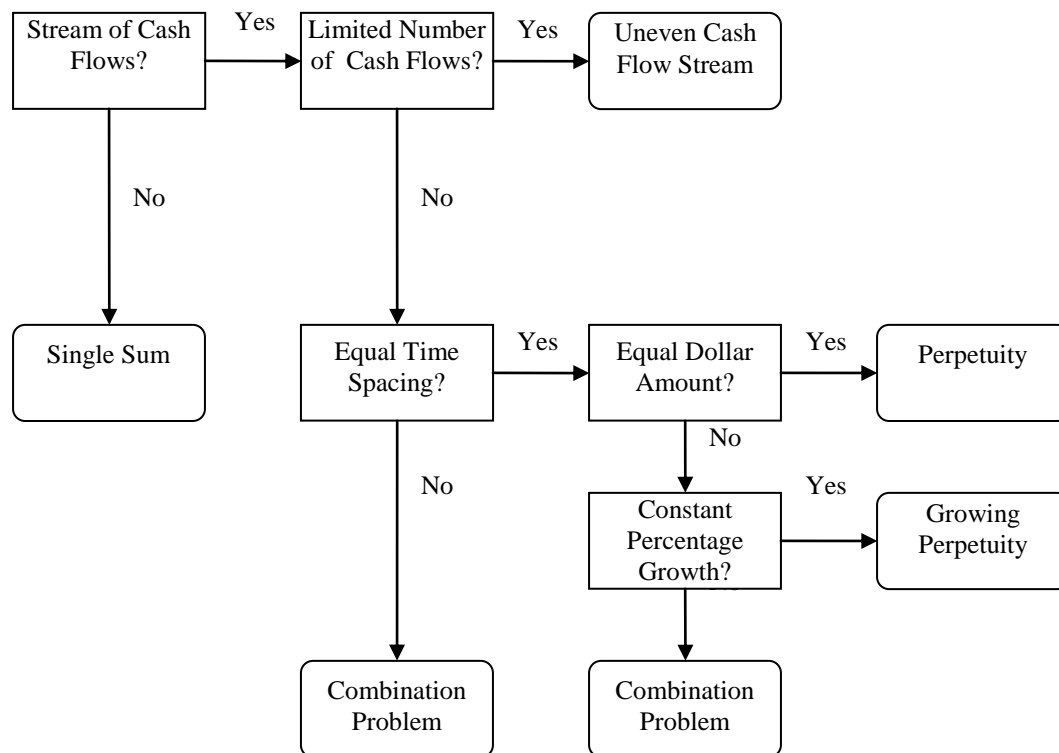 Stream of Cash
Flows?
Yes
Limited Number
of Cash Flows?
Yes
Uneven Cash
Flow Stream
No
No
Single Sum
Equal Time
Spacing?
Yes
Equal Dollar
Amount?
Yes
Perpetuity
No
No
Constant
Percentage
Growth?
Yes
Growing
Perpetuity
Combination
Problem
Combination
Problem